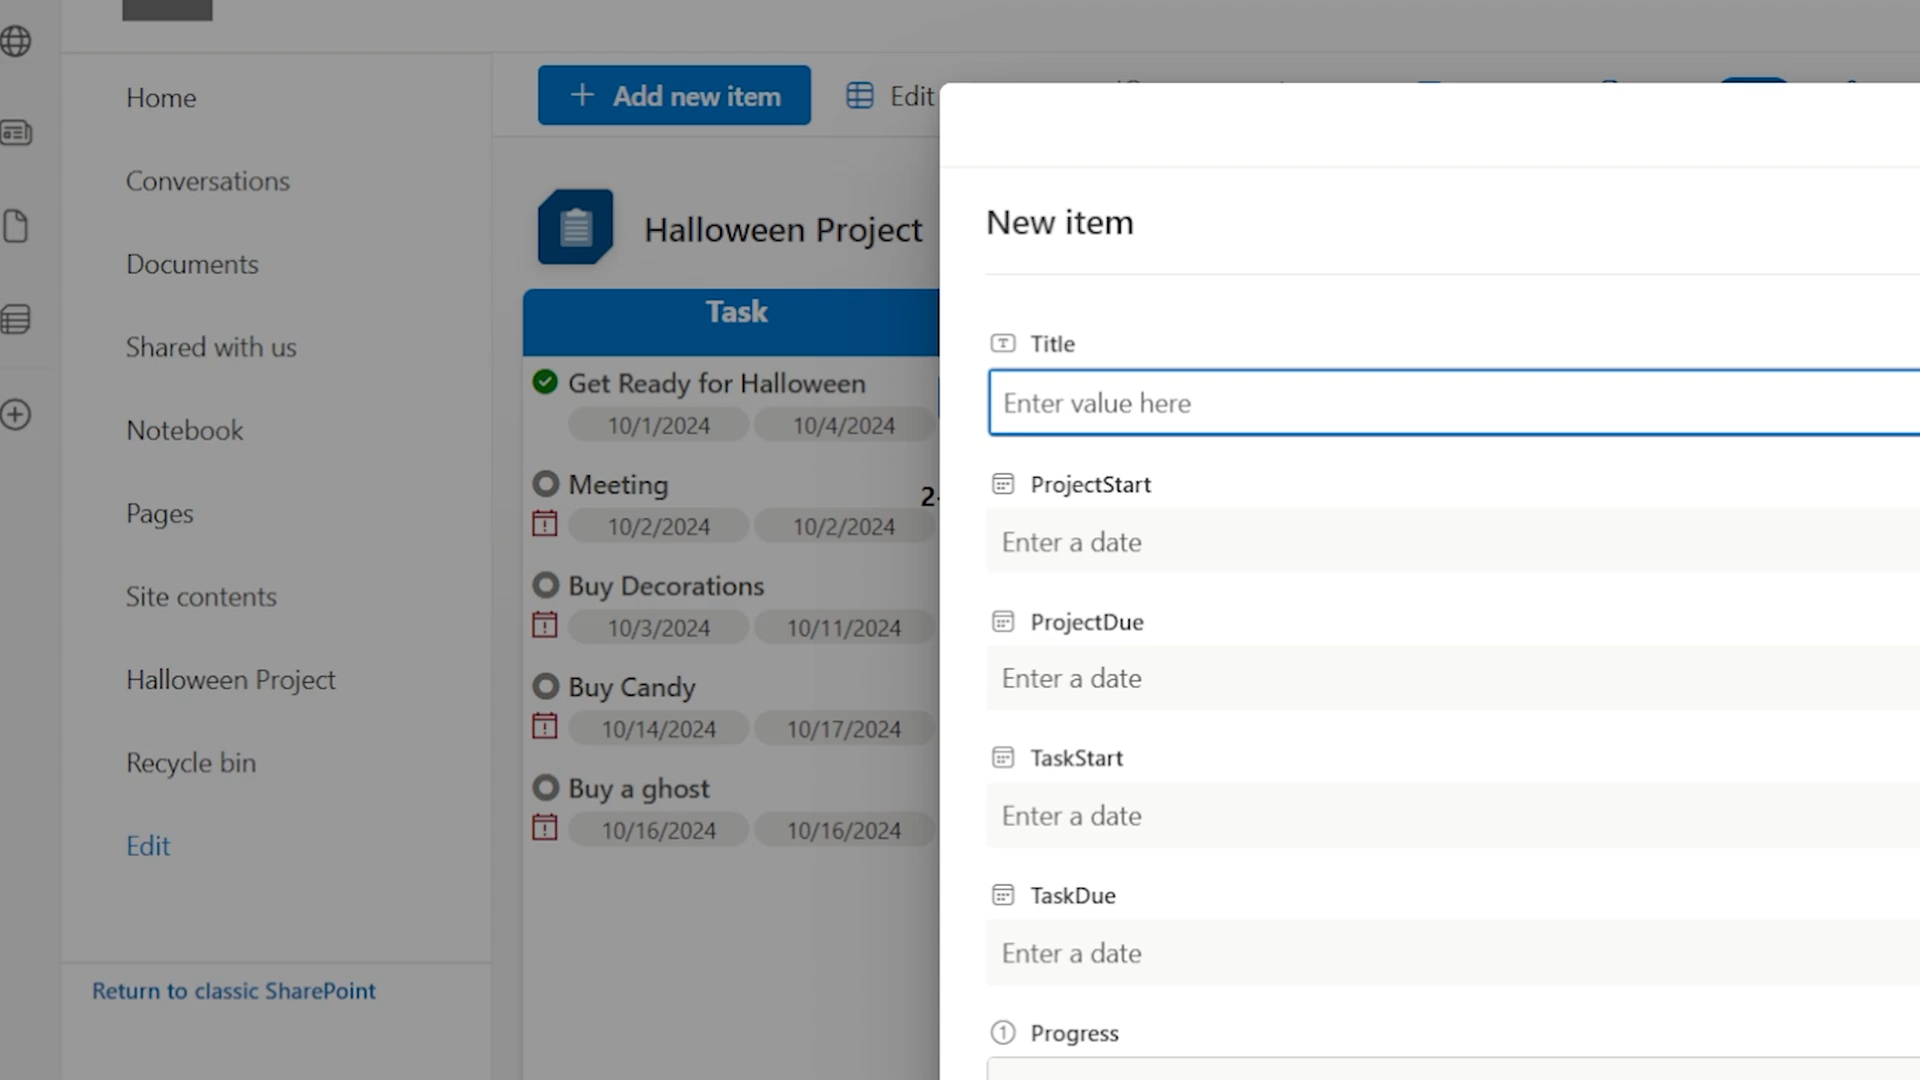 Home
Conversations
Documents
Shared with us
Notebook
Pages
Site contents
Halloween Project
Recycle bin
Edit
Return to classic SharePoint
+ Add new item
Edit
Halloween Project
Task
Get Ready for Halloween
10/1/2024 10/4/2024
Meeting
10/2/2024 10/2/2024
Buy Decorations
10/3/2024 10/11/2024
Buy Candy
10/14/2024 10/17/2024
Buy a ghost
10/16/2024 10/16/2024
New item
Title
Enter value here
ProjectStart
Enter a date
ProjectDue
Enter a date
TaskStart
Enter a date
TaskDue
Enter a date
Progress